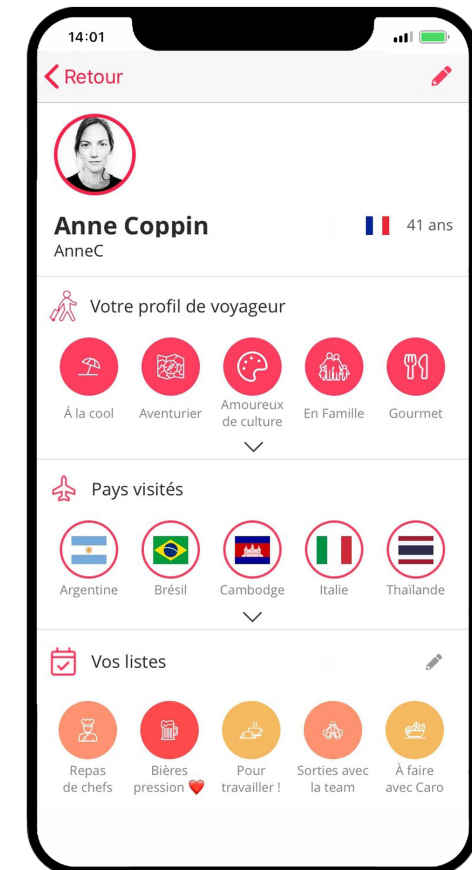 14:01
Retour
Anne Coppin
41 ans
AnneC
Votre profil de voyageur
Á la cool
Aventurier
Amoureux
de culture
En Famille
Gourmet
Pays visités
Argentine
Brésil
Cambodge
Italie
Thaïlande
Vos listes
Repas
de chefs
Bières
pression ❤️
Pour
travailler !
Sorties avec
la team
À faire
avec Caro